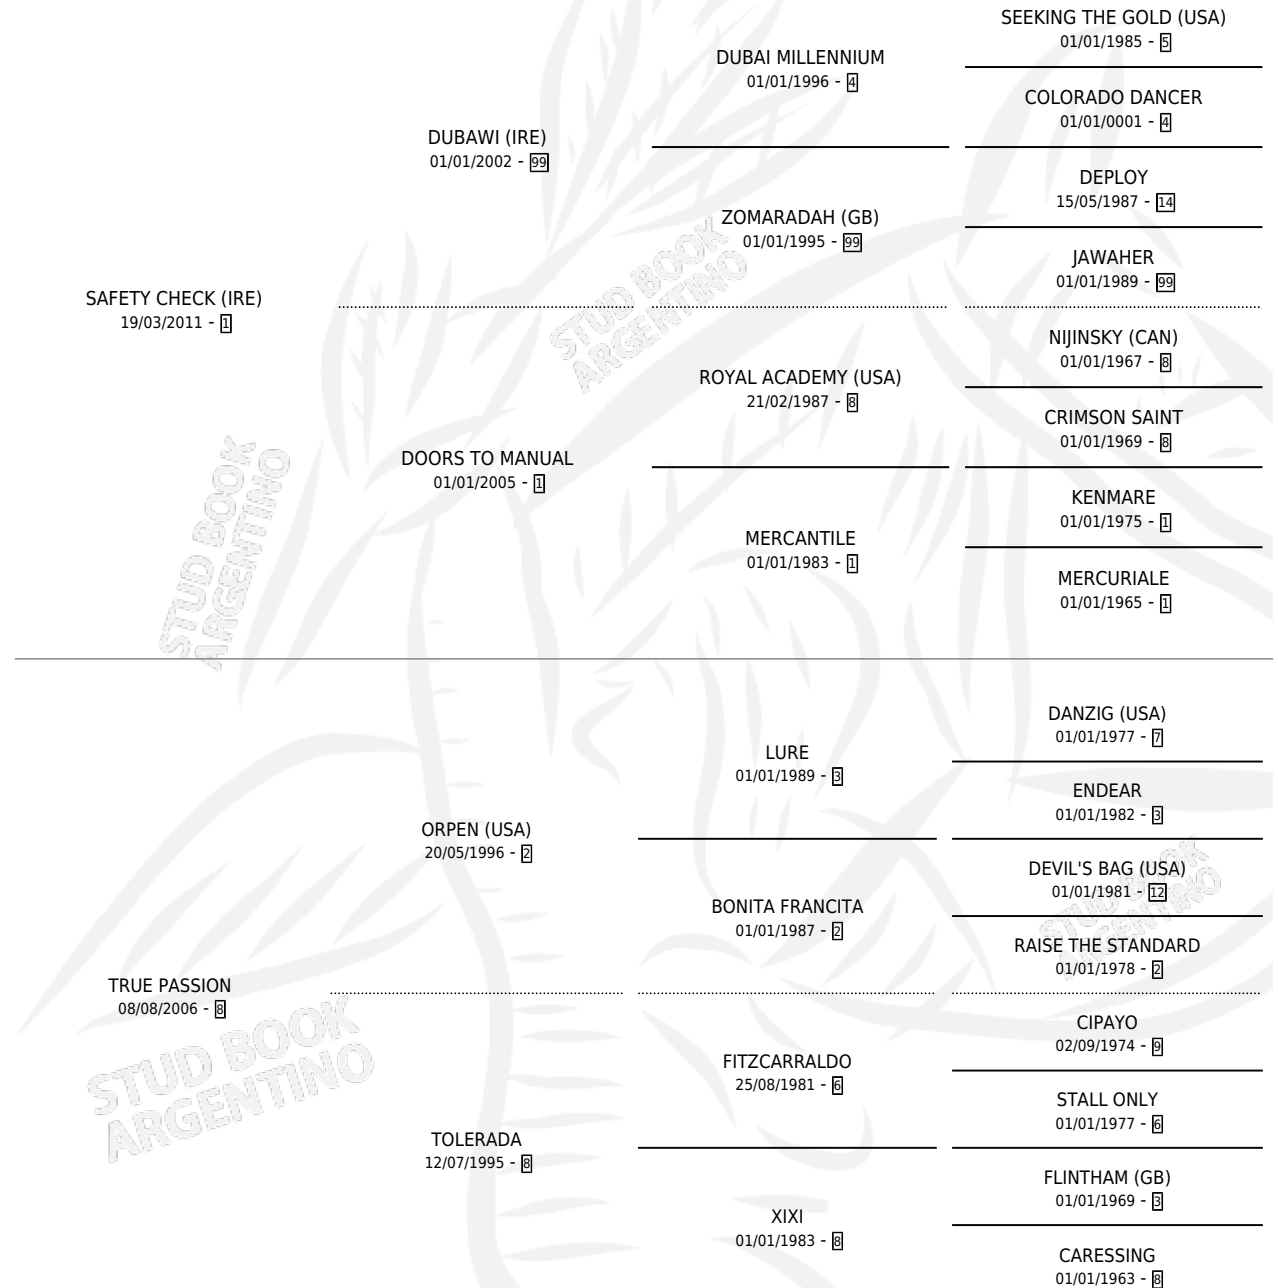 SEEKING THE GOLD (USA)
01/01/1985 - 5
DUBAI MILLENNIUM
01/01/1996 - 4
COLORADO DANCER
01/01/0001 - 4
DUBAWI (IRE)
01/01/2002 - 99
DEPLOY
15/05/1987 - 14
ZOMARADAH (GB)
01/01/1995 - 99
JAWAHER
01/01/1989 - 99
SAFETY CHECK (IRE)
19/03/2011 - 1
NIJINSKY (CAN)
01/01/1967 - 8
ROYAL ACADEMY (USA)
21/02/1987 - 8
CRIMSON SAINT
01/01/1969 - 8
DOORS TO MANUAL
01/01/2005 - 1
KENMARE
01/01/1975 - 1
MERCANTILE
01/01/1983 - 1
MERCURIALE
01/01/1965 - 1
DANZIG (USA)
01/01/1977 - 7
LURE
01/01/1989 - 3
ENDEAR
01/01/1982 - 3
ORPEN (USA)
20/05/1996 - 2
DEVIL'S BAG (USA)
01/01/1981 - 12
BONITA FRANCITA
01/01/1987 - 2
RAISE THE STANDARD
01/01/1978 - 2
TRUE PASSION
08/08/2006 - 8
CIPAYO
02/09/1974 - 9
FITZCARRALDO
25/08/1981 - 6
STALL ONLY
01/01/1977 - 6
TOLERADA
12/07/1995 - 8
FLINTHAM (GB)
01/01/1969 - 3
XIXI
01/01/1983 - 8
CARESSING
01/01/1963 - 8
STUD BOOK
ARGENTINO
STUD BOOK
ARGENTINO
STUD BOOK
ARGENTINO
STUD BOOK
ARGENTINO